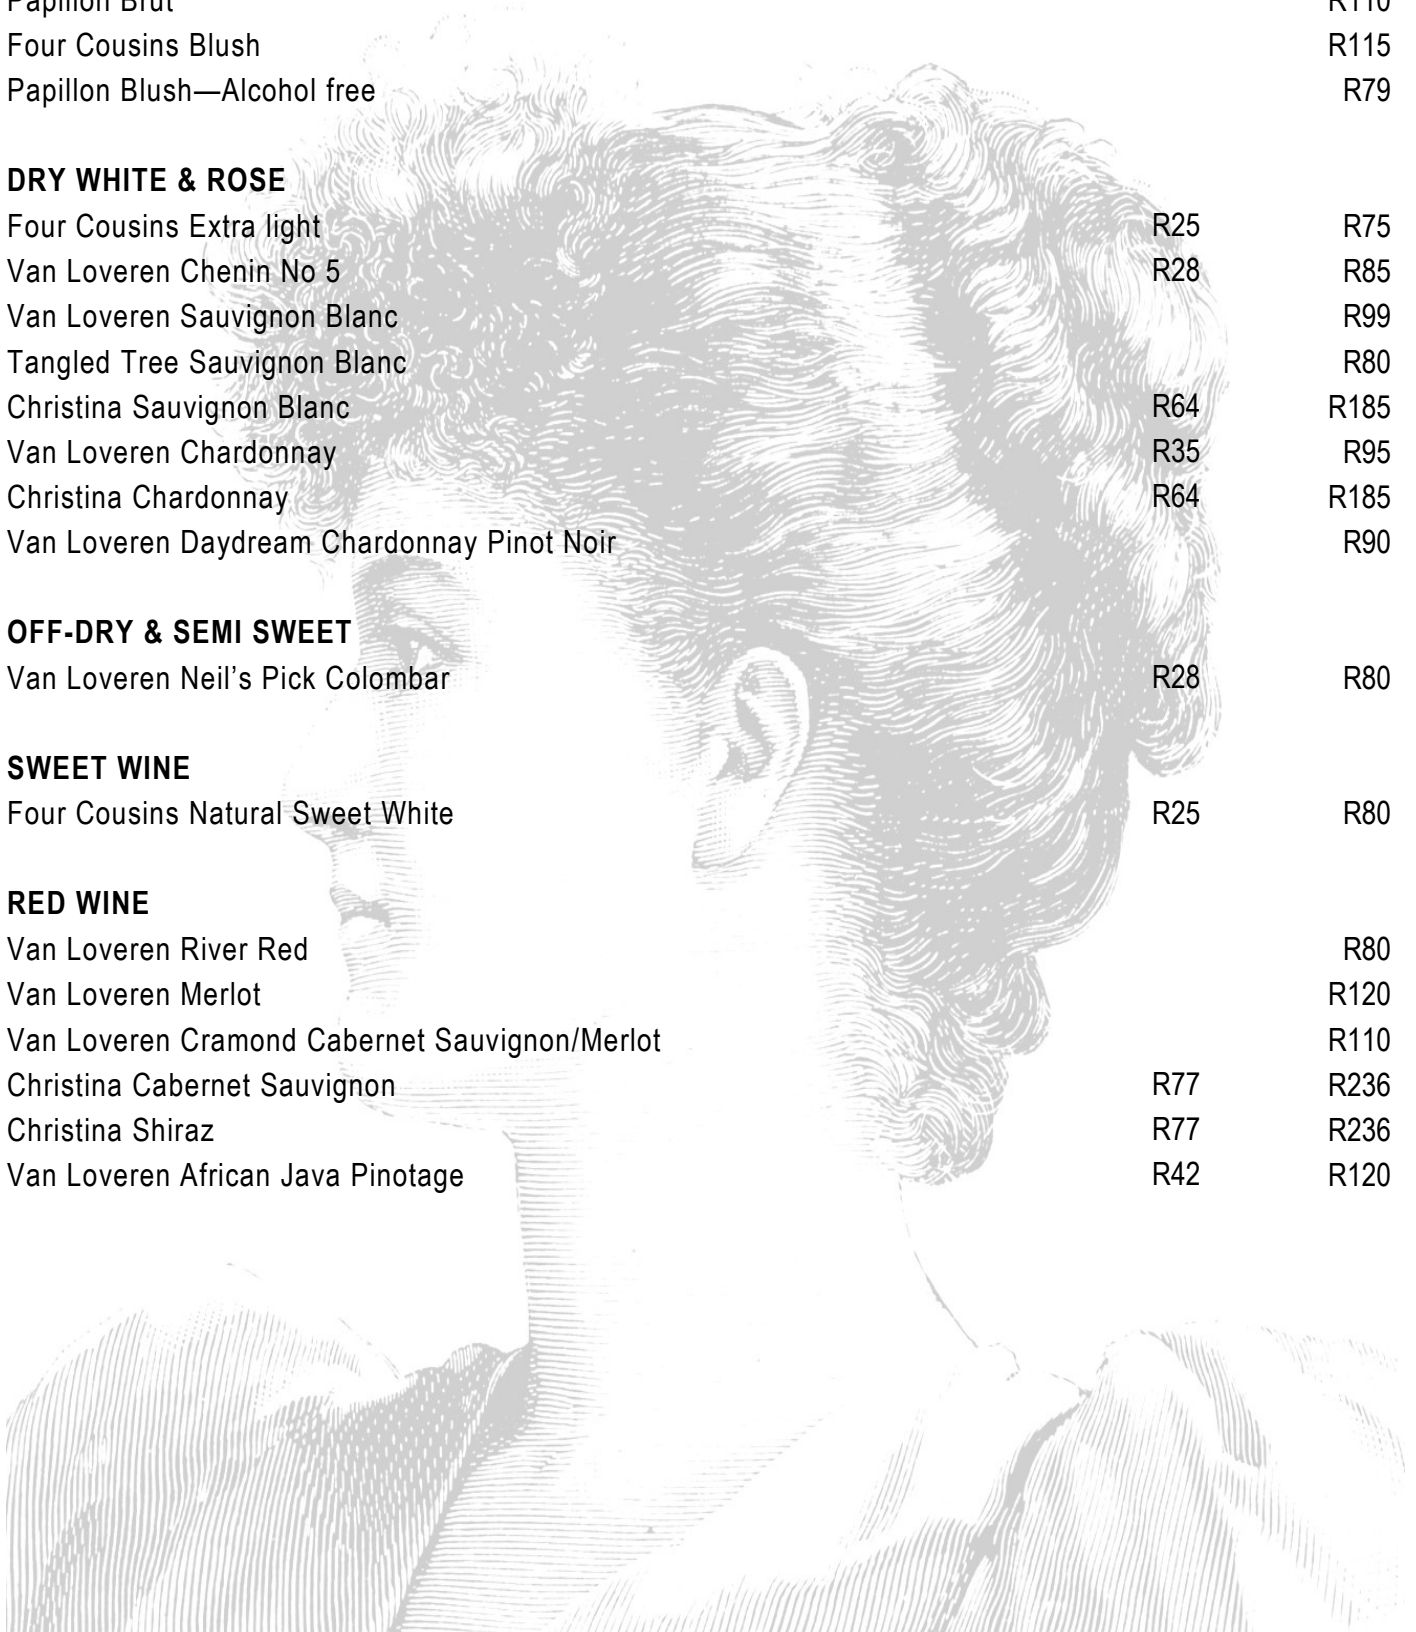 Papillon Brut R110
Four Cousins Blush R115
Papillon Blush—Alcohol free R79
DRY WHITE & ROSE
Four Cousins Extra light R25 R75
Van Loveren Chenin No 5 R28 R85
Van Loveren Sauvignon Blanc R99
Tangled Tree Sauvignon Blanc R80
Christina Sauvignon Blanc R64 R185
Van Loveren Chardonnay R35 R95
Christina Chardonnay R64 R185
Van Loveren Daydream Chardonnay Pinot Noir R90
OFF-DRY & SEMI SWEET
Van Loveren Neil’s Pick Colombar R28 R80
SWEET WINE
Four Cousins Natural Sweet White R25 R80
RED WINE
Van Loveren River Red R80
Van Loveren Merlot R120
Van Loveren Cramond Cabernet Sauvignon/Merlot R110
Christina Cabernet Sauvignon R77 R236
Christina Shiraz R77 R236
Van Loveren African Java Pinotage R42 R120